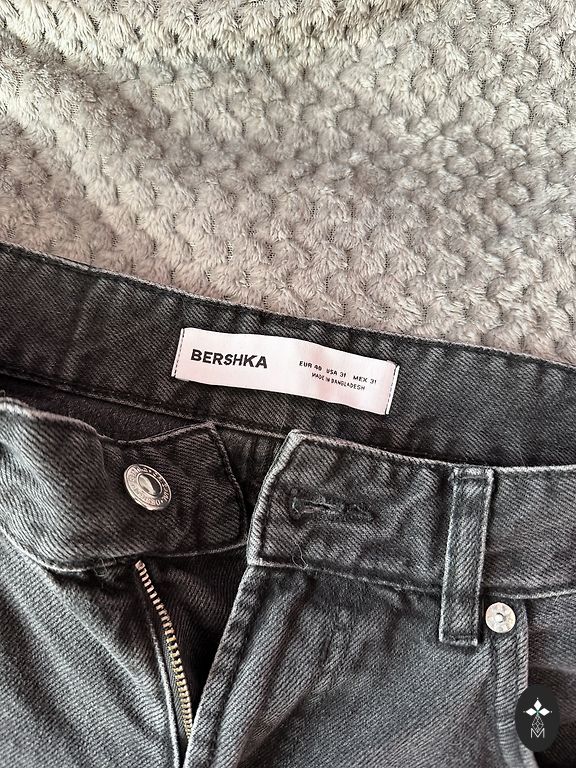 BERSHKA
EUR 40 USA 31 MEX 31
MADE IN BANGLADESH